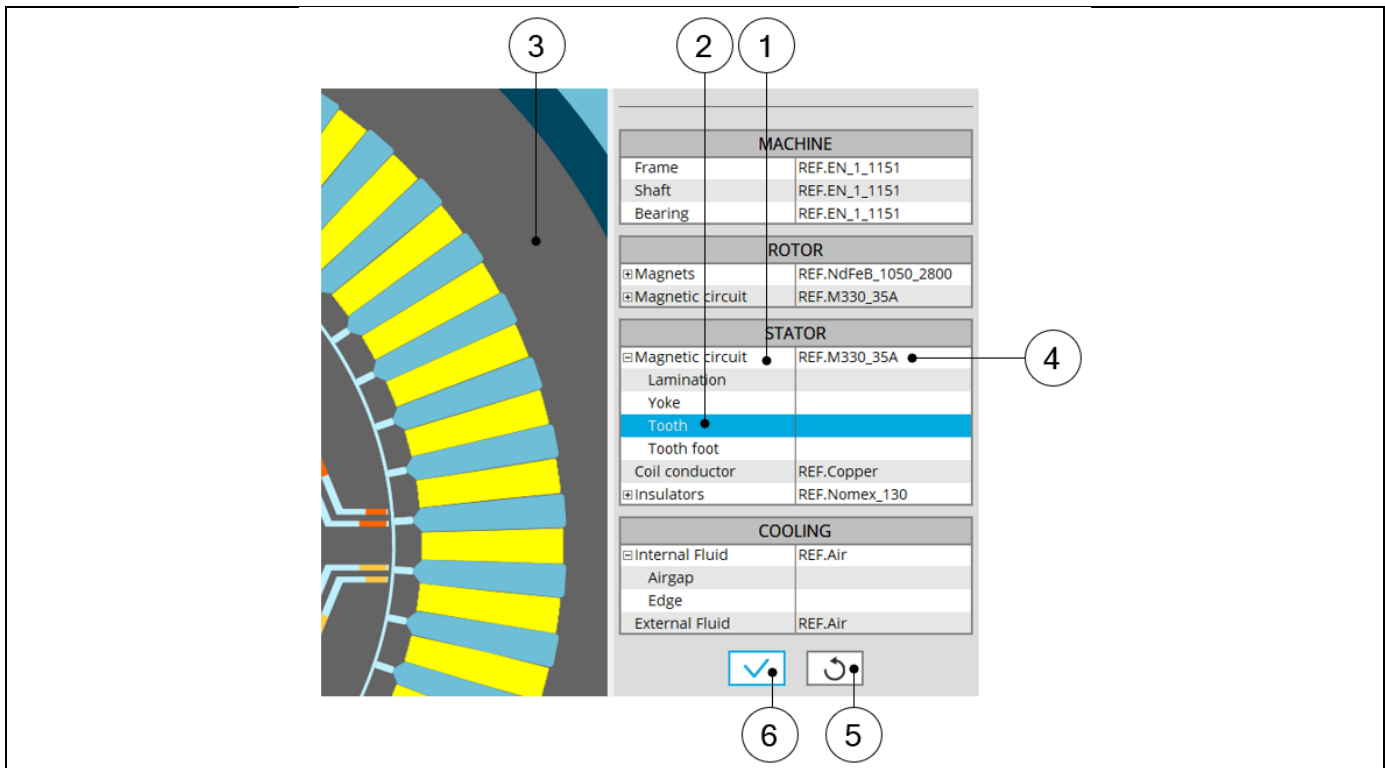 3 2 1
MACHINE
Frame REF.EN_1_1151
Shaft REF.EN_1_1151
Bearing REF.EN_1_1151
ROTOR
Magnets REF.NdFeB_1050_2800
Magnetic circuit REF.M330_35A
STATOR
Magnetic circuit REF.M330_35A 4
Lamination
Yoke
Tooth
Tooth foot
Coil conductor REF.Copper
Insulators REF.Nomex_130
COOLING
Internal Fluid REF.Air
Airgap
Edge
External Fluid REF.Air
6 5